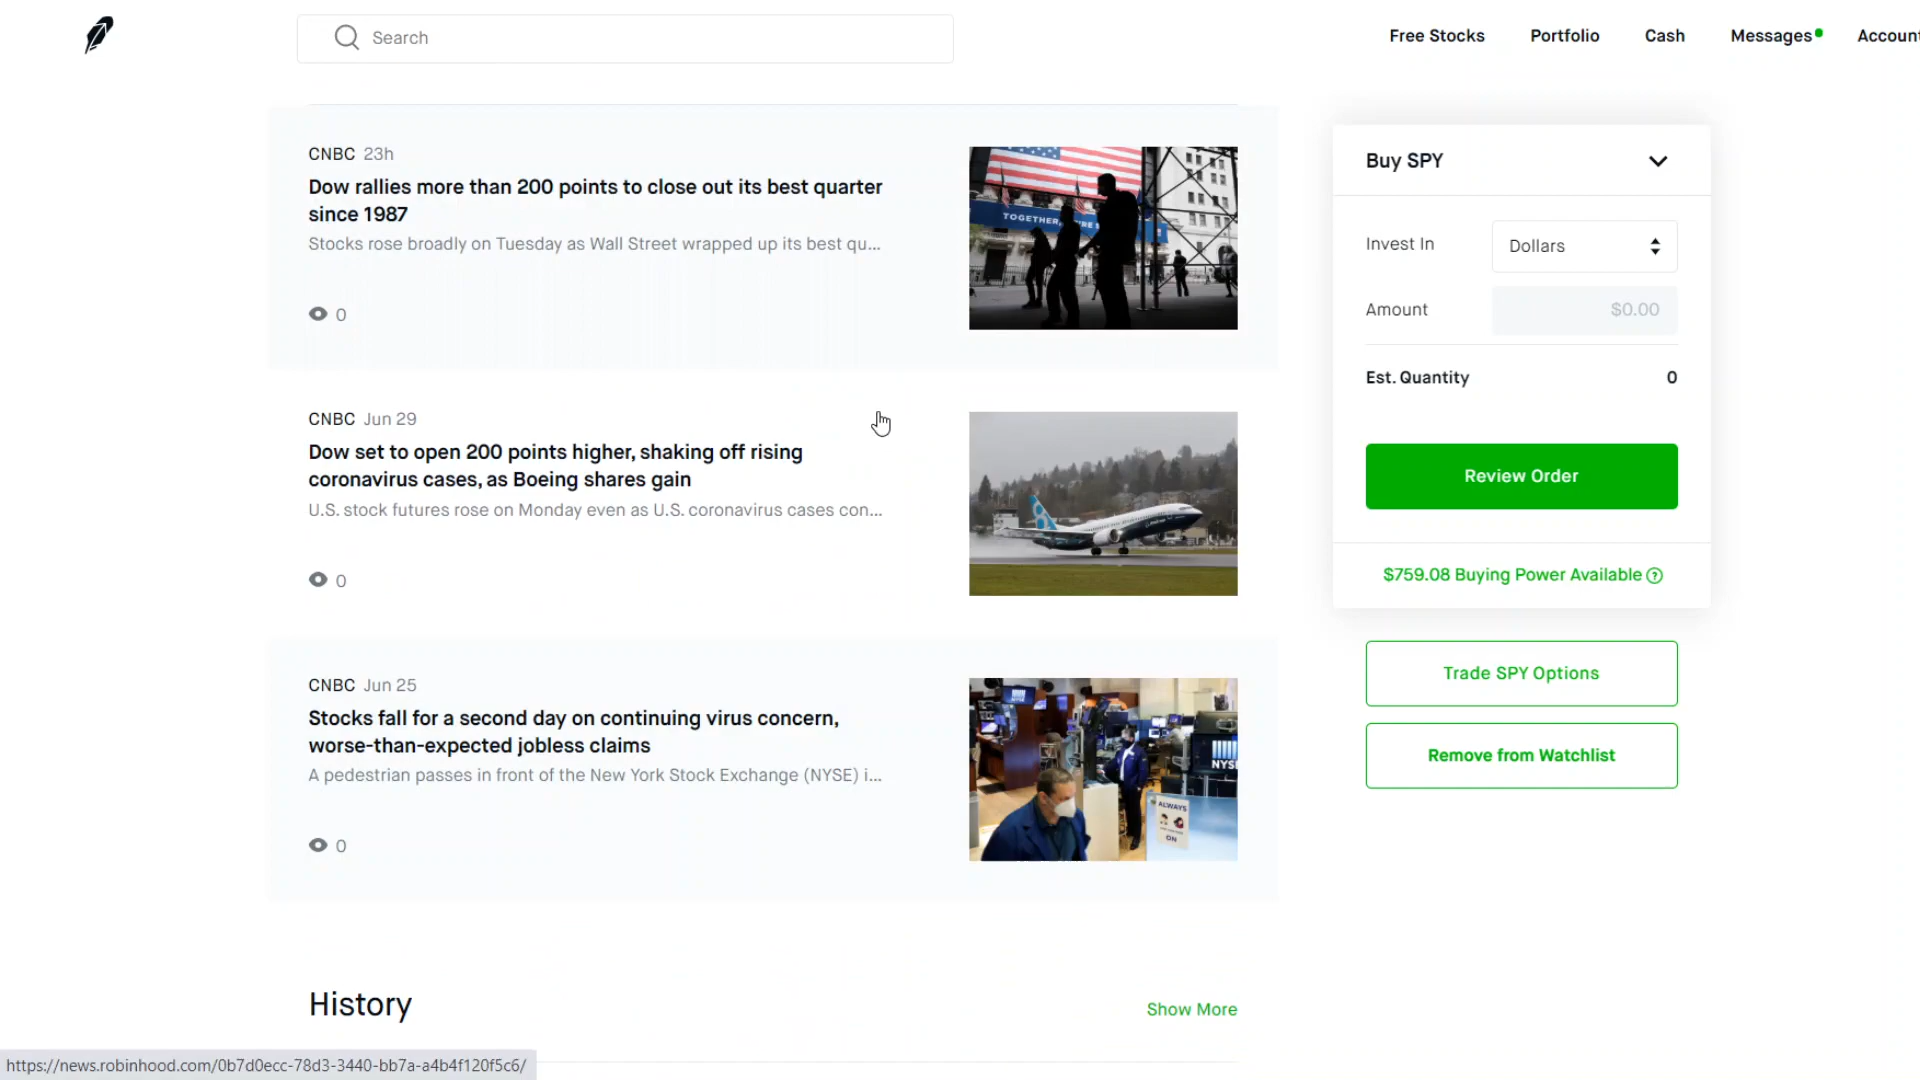 Search
Free Stocks
Portfolio
Cash
Messages
Account
CNBC 23h
Dow rallies more than 200 points to close out its best quarter
since 1987
Stocks rose broadly on Tuesday as Wall Street wrapped up its best qu...
0
TOGETHER
CNBC Jun 29
Dow set to open 200 points higher, shaking off rising
coronavirus cases, as Boeing shares gain
U.S. stock futures rose on Monday even as U.S. coronavirus cases con...
0
CNBC Jun 25
Stocks fall for a second day on continuing virus concern,
worse-than-expected jobless claims
A pedestrian passes in front of the New York Stock Exchange (NYSE) i...
0
NYS
ALWAYS
ON
Buy SPY
Invest In
Dollars
Amount
$0.00
Est. Quantity
0
Review Order
$759.08 Buying Power Available
Trade SPY Options
Remove from Watchlist
History
Show More
https://news.robinhood.com/0b7d0ecc-78d3-3440-bb7a-a4b4f120f5c6/